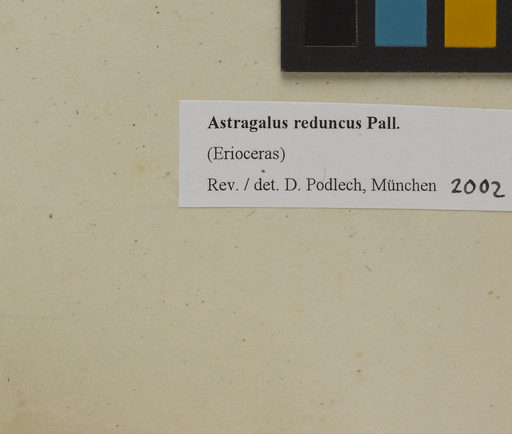 Astragalus reduncus Pall.
(Erioceras)
Rev. / det. D. Podlech, München 2002